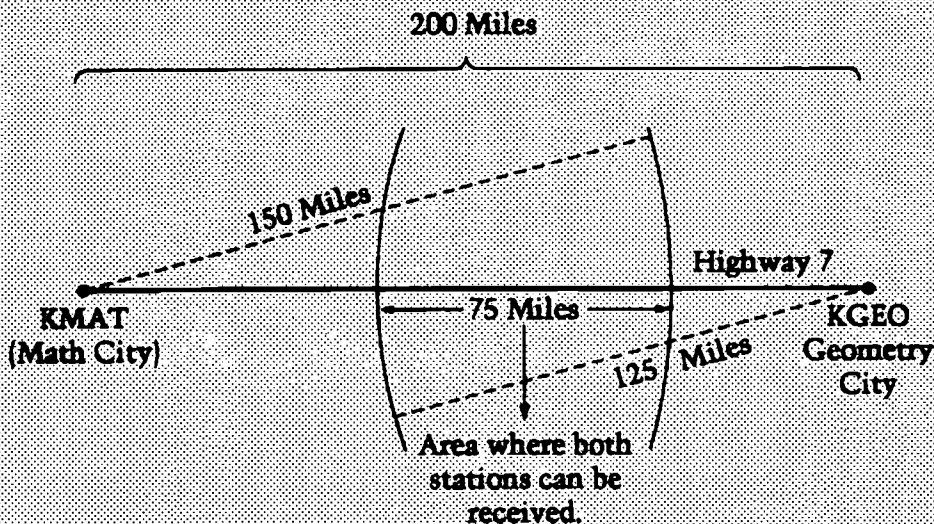 200 Miles
150 Miles
Highway 7
KMAT
(Math City)
75 Miles
KGEO
Geometry
City
125 Miles
Area where both
stations can be
received.